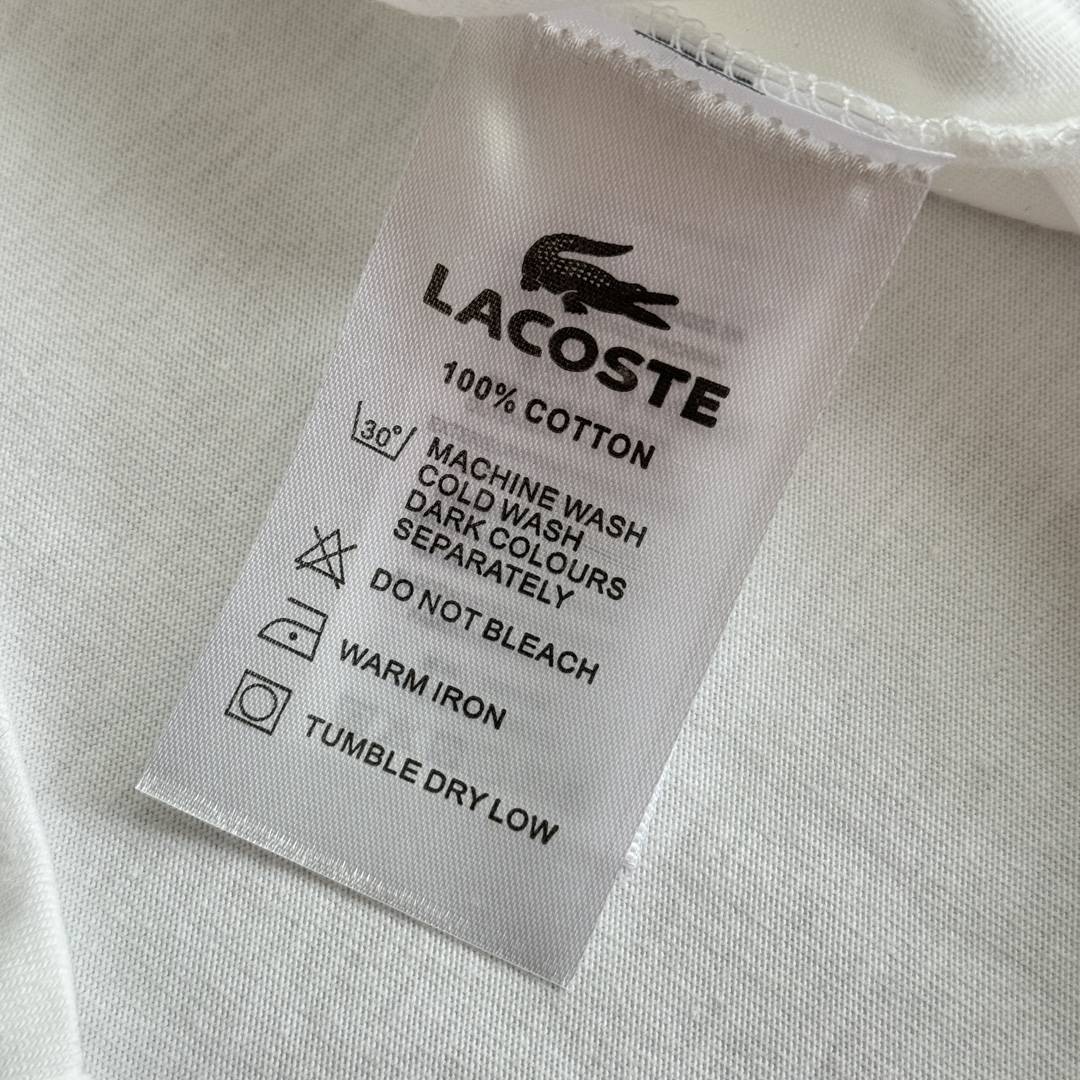 LACOSTE
100% COTTON
30°
MACHINE WASH
COLD WASH
DARK COLOURS
SEPARATELY
DO NOT BLEACH
WARM IRON
TUMBLE DRY LOW